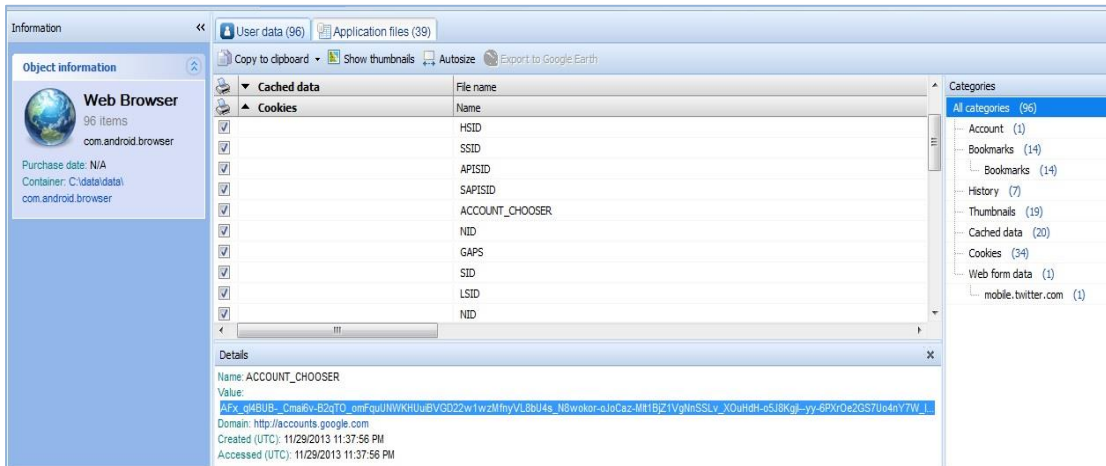 Information
Object information
Web Browser
96 items
com.android.browser
Purchase date: N/A
Container: C:\data\data\
com.android.browser
User data (96)
Application files (39)
Copy to clipboard
Show thumbnails
Autosize
Export to Google Earth
Cached data
File name
Cookies
Name
HSID
SSID
APISID
SAPISID
ACCOUNT_CHOOSER
NID
GAPS
SID
LSID
NID
Details
Name: ACCOUNT_CHOOSER
Value:
Domain: http://accounts.google.com
Created (UTC): 11/29/2013 11:37:56 PM
Accessed (UTC): 11/29/2013 11:37:56 PM
Categories
All categories (96)
Account (1)
Bookmarks (14)
Bookmarks (14)
History (7)
Thumbnails (19)
Cached data (20)
Cookies (34)
Web form data (1)
mobile.twitter.com (1)